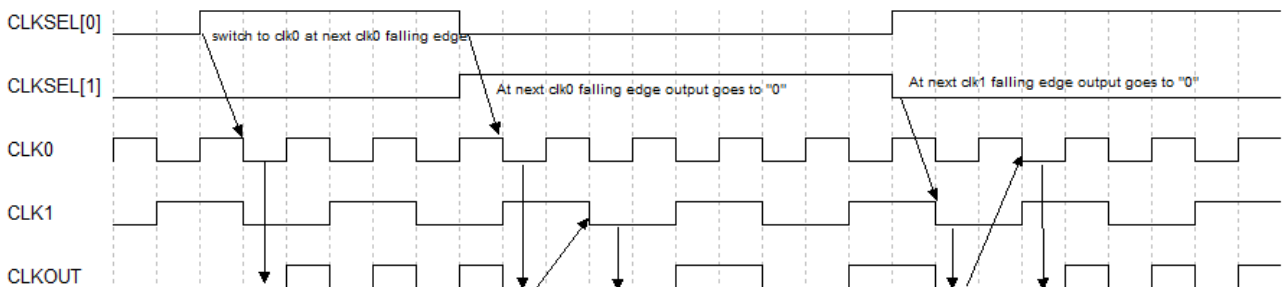 CLKSEL[0]
switch to clk0 at next clk0 falling edge
CLKSEL[1]
At next clk0 falling edge output goes to "0"
At next clk1 falling edge output goes to "0"
CLK0
CLK1
CLKOUT